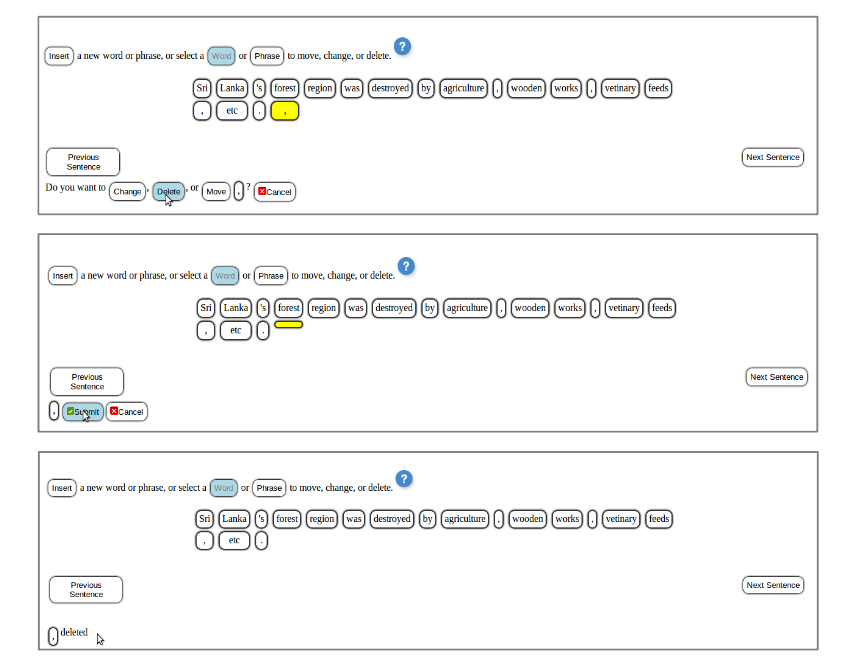 Insert a new word or phrase, or select a Word or Phrase to move, change, or delete. ?
Sri Lanka 's forest region was destroyed by agriculture , wooden works , vetinary feeds
, etc . ,
Previous
Sentence
Next Sentence
Do you want to Change, Delete, or Move , ? Cancel
Insert a new word or phrase, or select a Word or Phrase to move, change, or delete. ?
Sri Lanka 's forest region was destroyed by agriculture , wooden works , vetinary feeds
, etc .
Previous
Sentence
Next Sentence
, Submit Cancel
Insert a new word or phrase, or select a Word or Phrase to move, change, or delete. ?
Sri Lanka 's forest region was destroyed by agriculture , wooden works , vetinary feeds
, etc .
Previous
Sentence
Next Sentence
, deleted